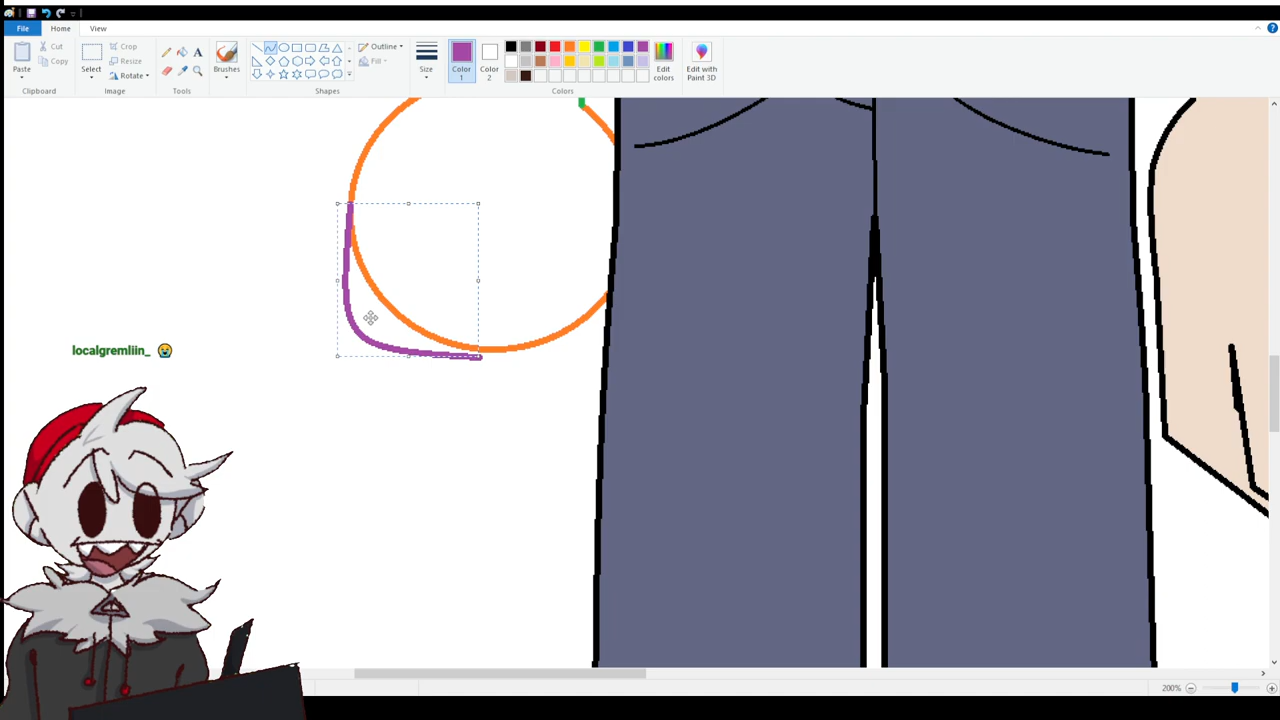 File Home View
Paste
Cut
Copy
Clipboard
Select
Crop
Resize
Rotate
Image
A
Tools
Brushes
Outline
Fill
Shapes
Size
Color
1
Color
2
Edit
colors
Edit with
Paint 3D
Colors
localgremliin_ 😭
200%